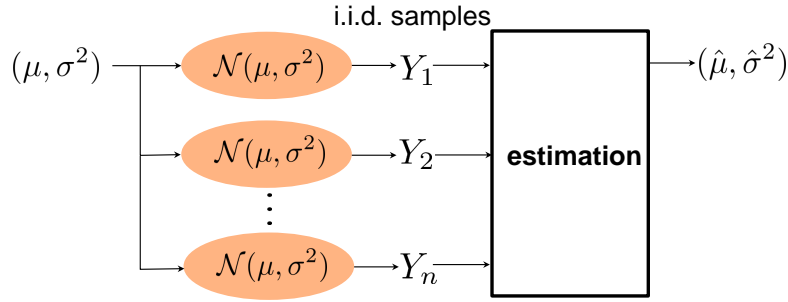 i.i.d. samples
(μ, σ²) 𝒩(μ, σ²) Y₁ (μ̂, σ̂²)
𝒩(μ, σ²) Y₂ estimation
⋮
𝒩(μ, σ²) Yₙ